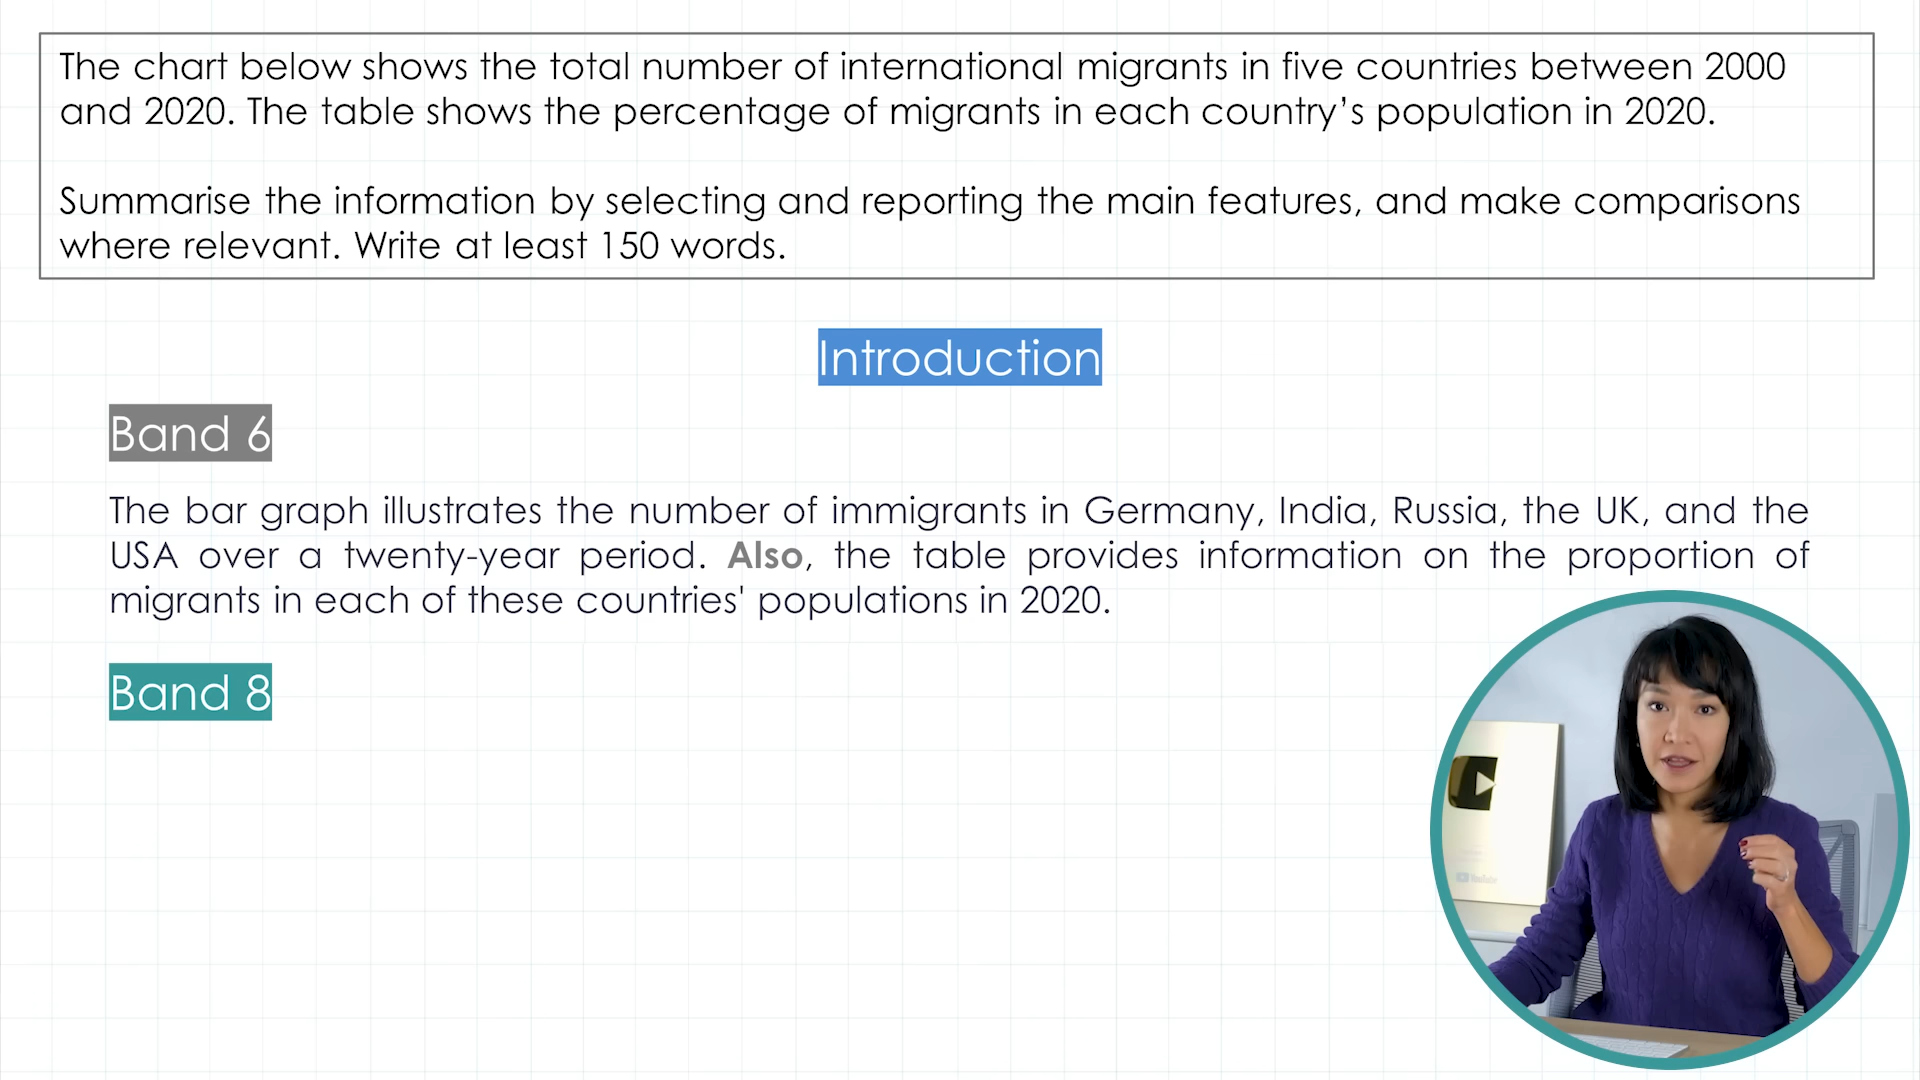 The chart below shows the total number of international migrants in five countries between 2000
and 2020. The table shows the percentage of migrants in each country’s population in 2020.
Summarise the information by selecting and reporting the main features, and make comparisons
where relevant. Write at least 150 words.
Introduction
Band 6
The bar graph illustrates the number of immigrants in Germany, India, Russia, the UK, and the
USA over a twenty-year period. Also, the table provides information on the proportion of
migrants in each of these countries' populations in 2020.
Band 8
YouTube